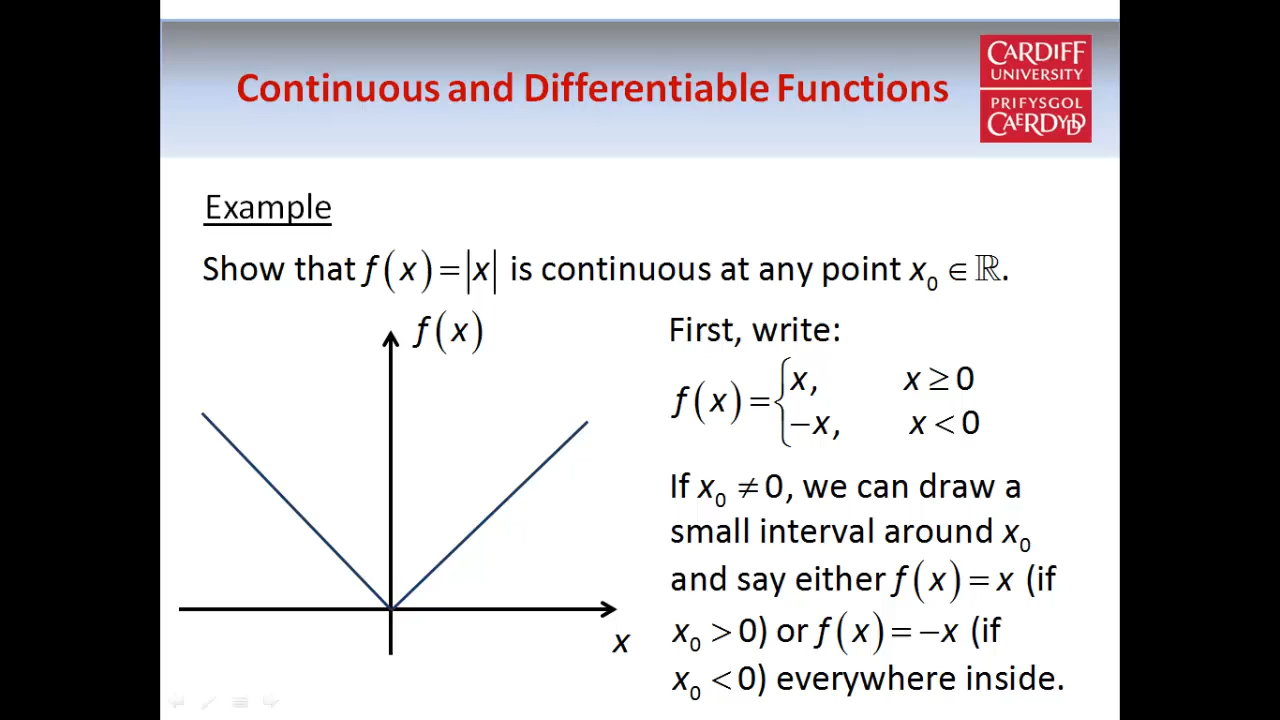 Continuous and Differentiable Functions
CARDIFF
UNIVERSITY
PRIFYSGOL
CAERDYDD
Example
Show that f(x) = |x| is continuous at any point x₀ ∈ ℝ.
f(x)
x
First, write:
f(x) = { x, x ≥ 0
−x, x < 0
If x₀ ≠ 0, we can draw a
small interval around x₀
and say either f(x) = x (if
x₀ > 0) or f(x) = −x (if
x₀ < 0) everywhere inside.